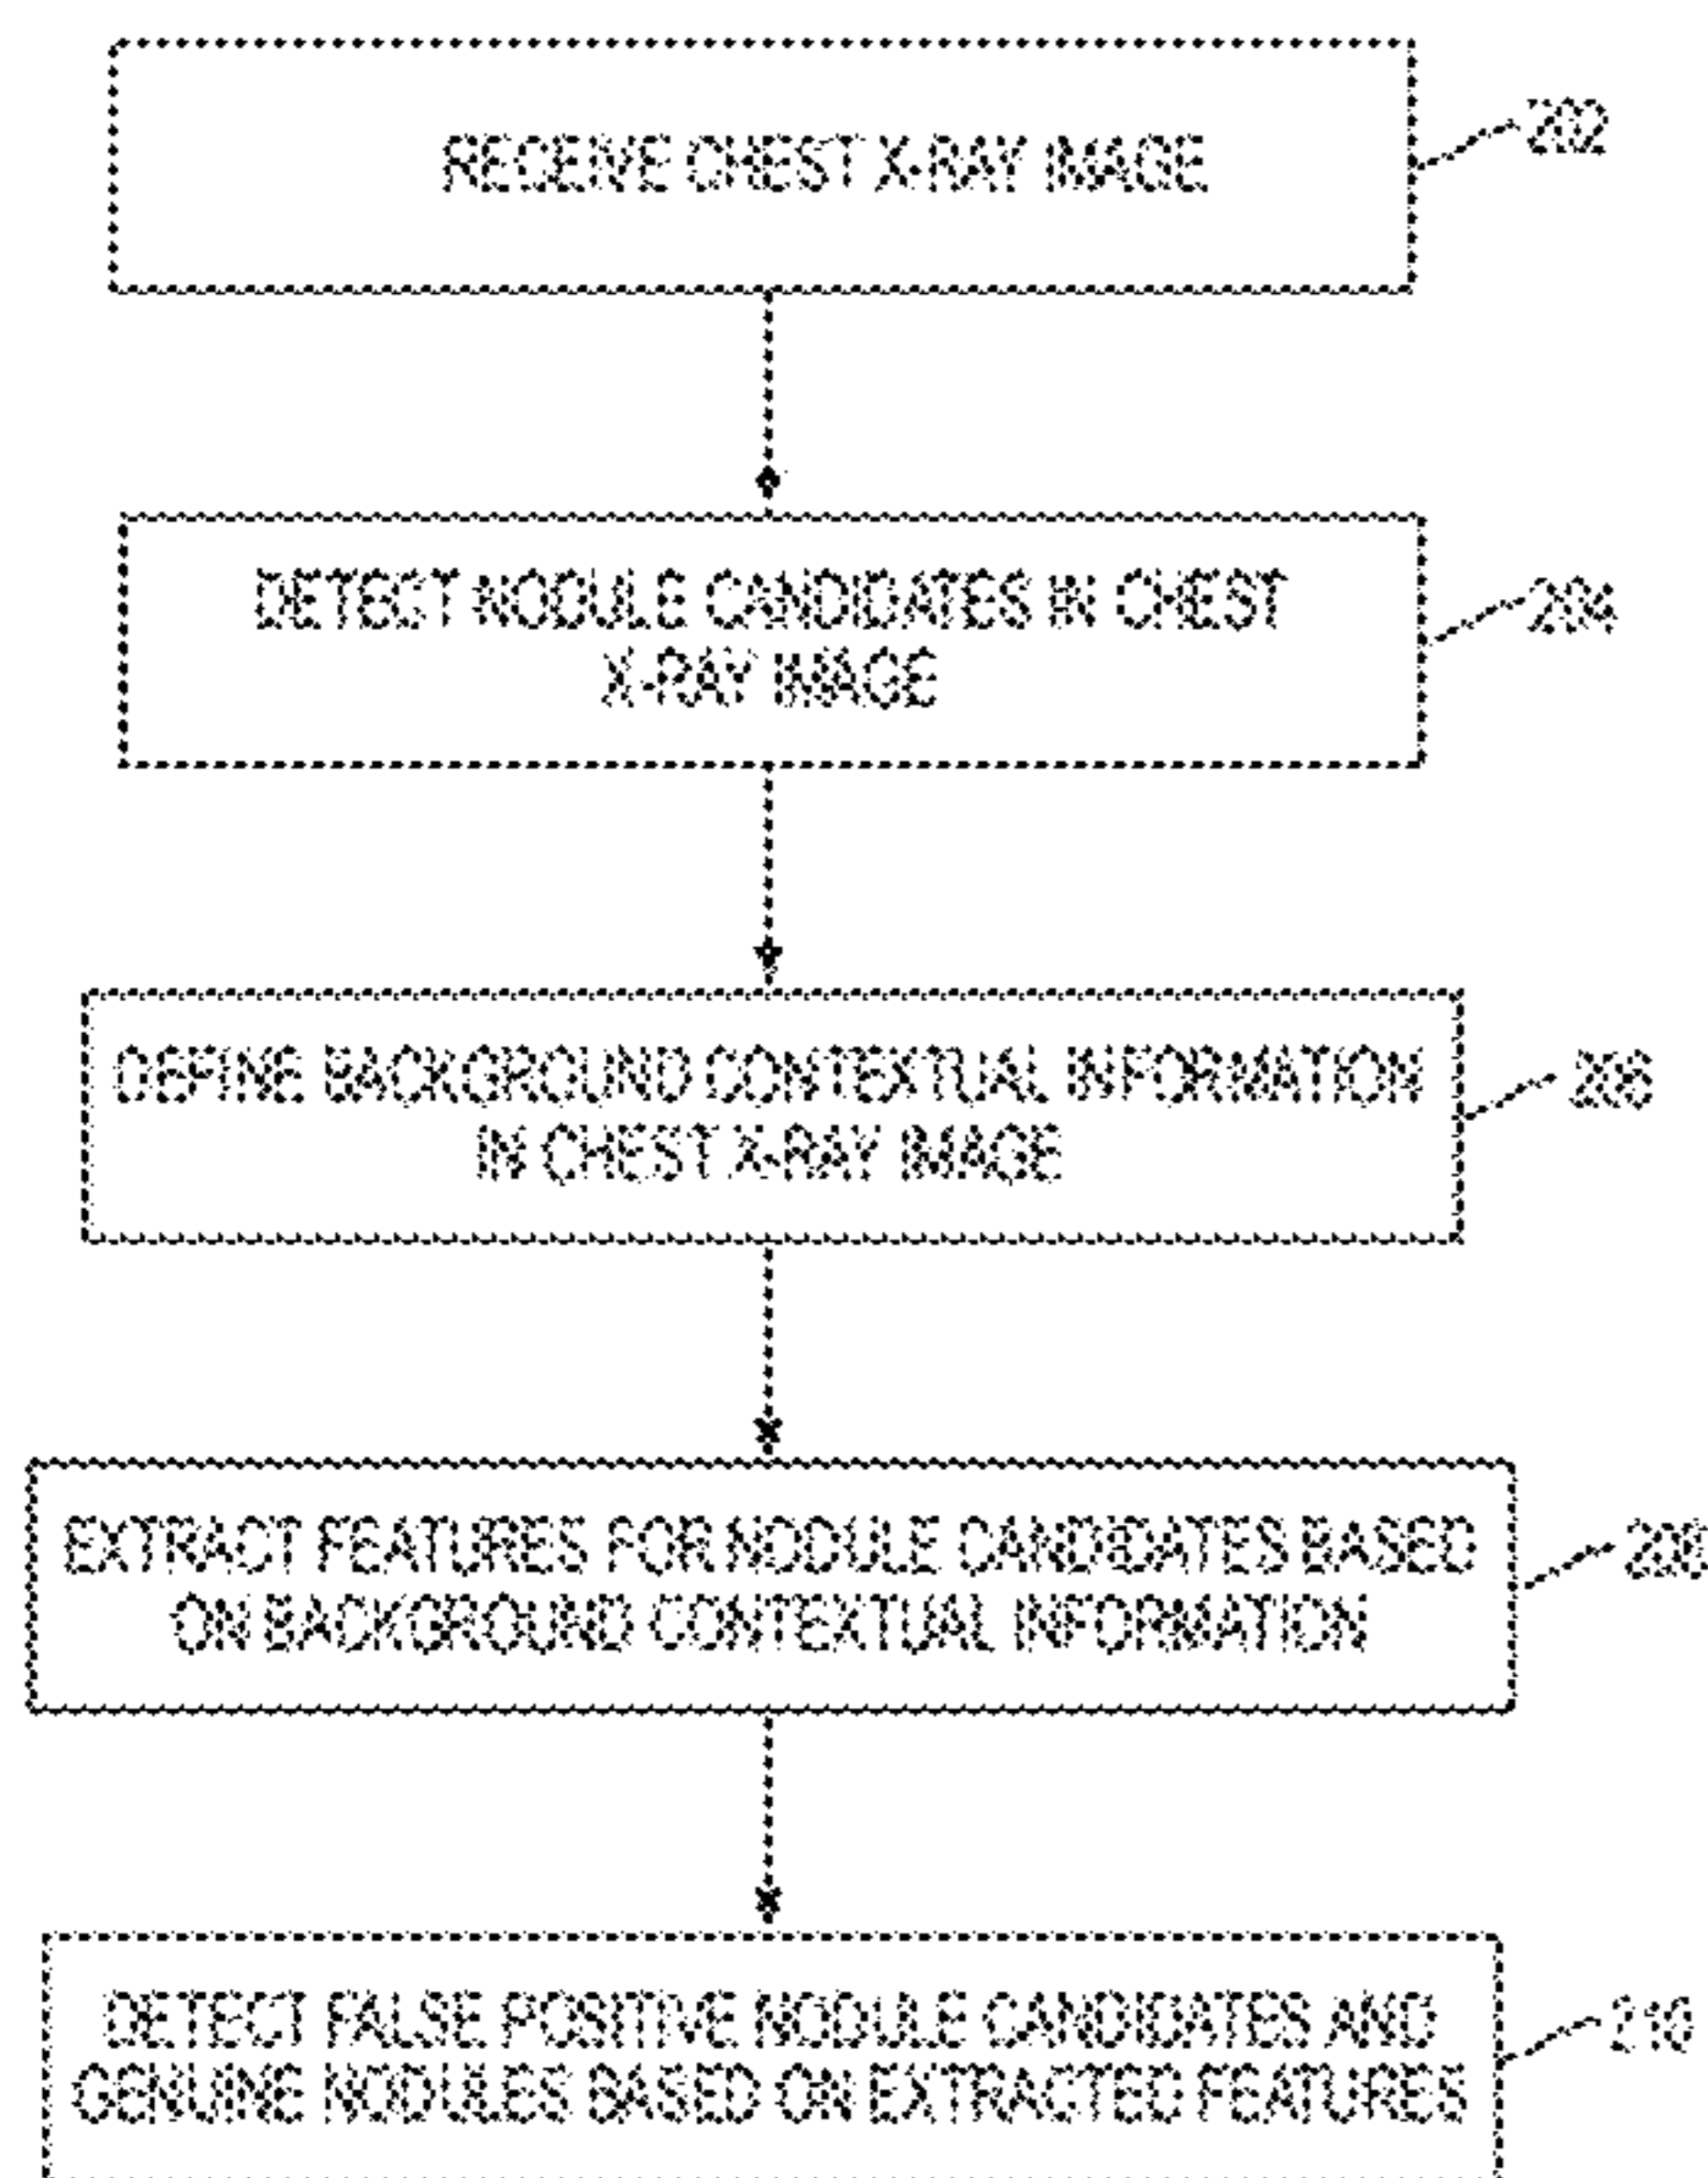 RECEIVE CHEST X-RAY IMAGE
202
DETECT NODULE CANDIDATES IN CHEST
X-RAY IMAGE
204
DEFINE BACKGROUND CONTEXTUAL INFORMATION
IN CHEST X-RAY IMAGE
206
EXTRACT FEATURES FOR NODULE CANDIDATES BASED
ON BACKGROUND CONTEXTUAL INFORMATION
208
DETECT FALSE POSITIVE NODULE CANDIDATES AND
GENUINE NODULES BASED ON EXTRACTED FEATURES
210